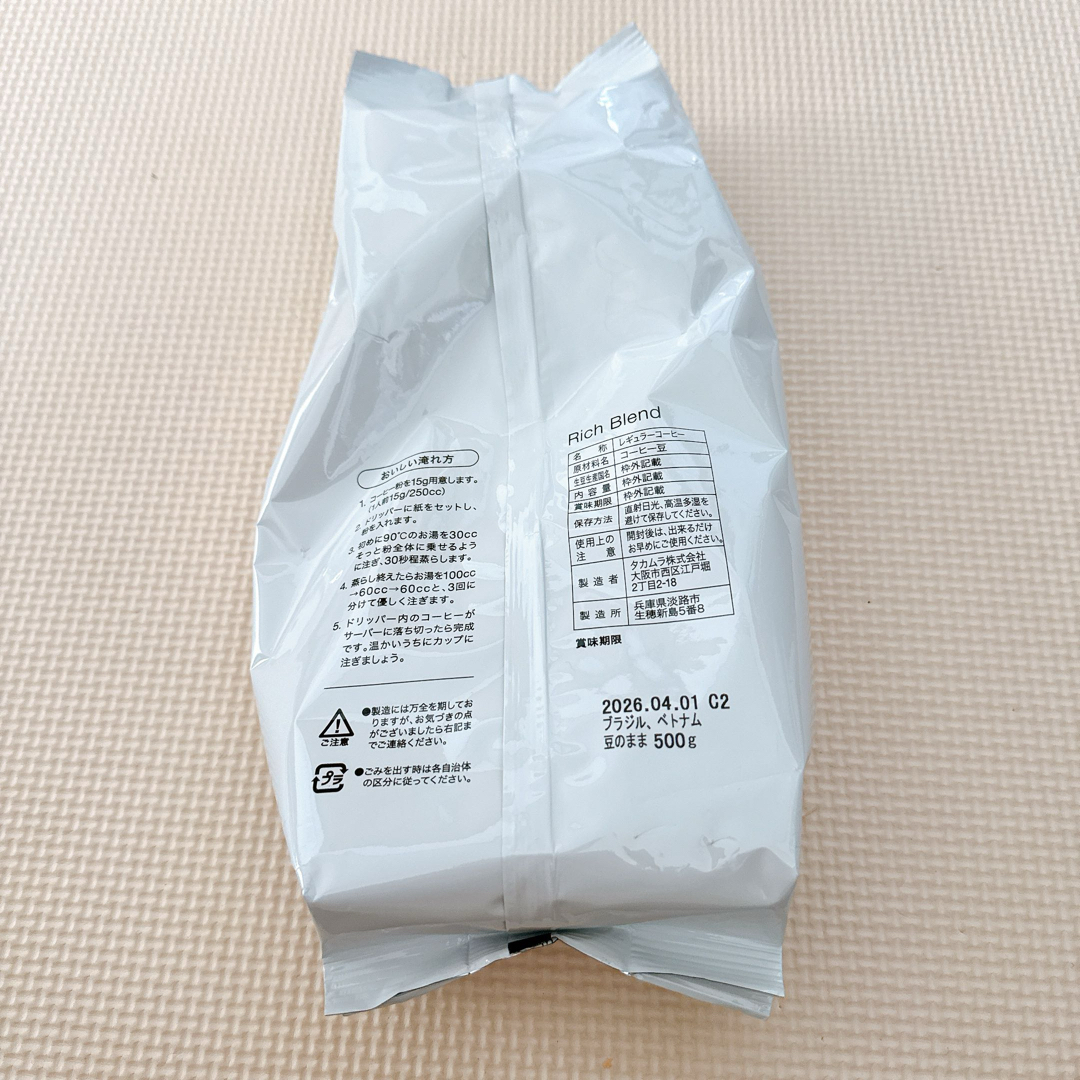 おいしい淹れ方
1. コーヒー粉を15g用意します。
(1人前15g/250cc)
2. ドリッパーに紙をセットし、
粉を入れます。
3. 初めに90℃のお湯を30cc
そっと粉全体に乗せるよう
に注ぎ、30秒程蒸らします。
4. 蒸らし終えたらお湯を100cc
→60cc→60ccと、3回に
分けて優しく注ぎます。
5. ドリッパー内のコーヒーが
サーバーに落ち切ったら完成
です。温かいうちにカップに
注ぎましょう。
ご注意
●製造には万全を期してお
りますが、お気づきの点
がございましたら右記ま
でご連絡ください。
プラ
●ごみを出す時は各自治体
の区分に従ってください。
Rich Blend
名称 レギュラーコーヒー
原材料名 コーヒー豆
生豆生産国名 枠外記載
内容量 枠外記載
賞味期限 枠外記載
保存方法 直射日光、高温多湿を
避けて保存してください。
使用上の注意 開封後は、出来るだけ
お早めにご使用ください。
製造者 タカムラ株式会社
大阪市西区江戸堀
2丁目2-18
製造所 兵庫県淡路市
生穂新島5番8
賞味期限
2026.04.01 C2
ブラジル、ベトナム
豆のまま 500g